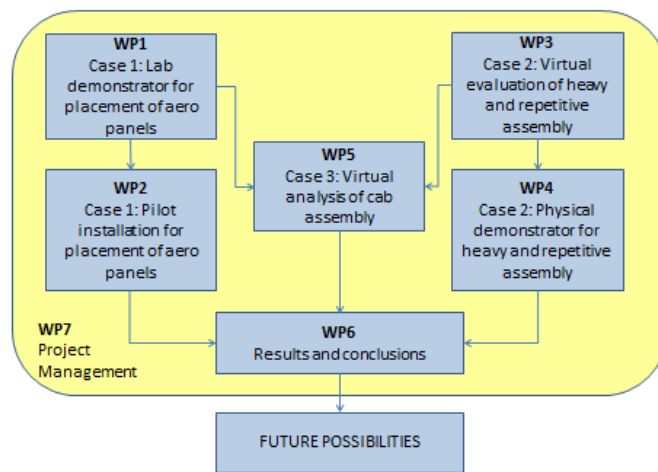 WP1
Case 1: Lab
demonstrator for
placement of aero
panels
WP3
Case 2: Virtual
evaluation of heavy
and repetitive
assembly
WP5
Case 3: Virtual
analysis of cab
assembly
WP2
Case 1: Pilot
installation for
placement of aero
panels
WP4
Case 2: Physical
demonstrator for
heavy and repetitive
assembly
WP7
Project
Management
WP6
Results and conclusions
FUTURE POSSIBILITIES